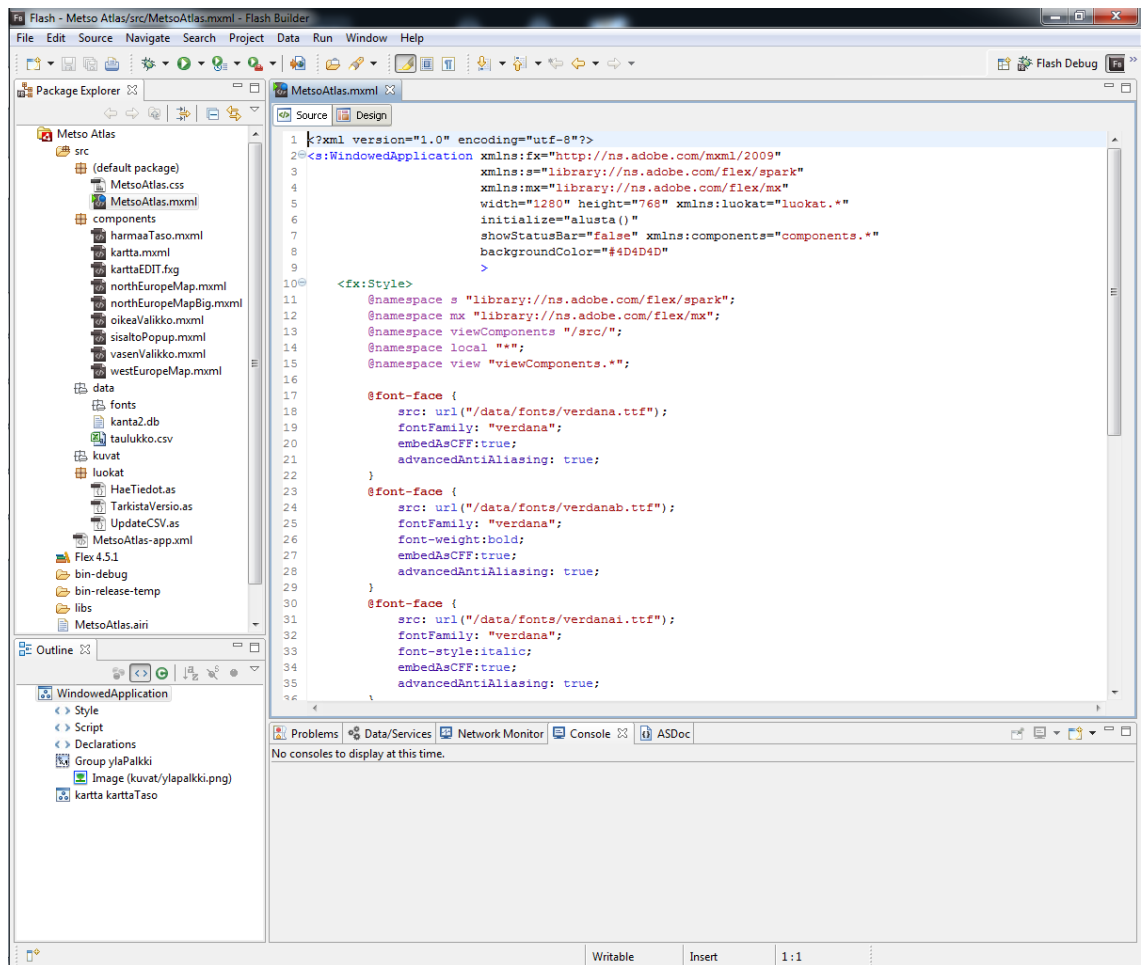 Fb Flash - Metso Atlas/src/MetsoAtlas.mxml - Flash Builder
File Edit Source Navigate Search Project Data Run Window Help
Flash Debug Fb »
Package Explorer
MetsoAtlas.mxml
Source Design
Metso Atlas
src
(default package)
MetsoAtlas.css
MetsoAtlas.mxml
components
harmaaTaso.mxml
kartta.mxml
karttaEDIT.fxg
northEuropeMap.mxml
northEuropeMapBig.mxml
oikeaValikko.mxml
sisaltoPopup.mxml
vasenValikko.mxml
westEuropeMap.mxml
data
fonts
kanta2.db
taulukko.csv
kuvat
luokat
HaeTiedot.as
TarkistaVersio.as
UpdateCSV.as
MetsoAtlas-app.xml
Flex 4.5.1
bin-debug
bin-release-temp
libs
MetsoAtlas.airi
1 <?xml version="1.0" encoding="utf-8"?>
2 <s:WindowedApplication xmlns:fx="http://ns.adobe.com/mxml/2009"
3 xmlns:s="library://ns.adobe.com/flex/spark"
4 xmlns:mx="library://ns.adobe.com/flex/mx"
5 width="1280" height="768" xmlns:luokat="luokat.*"
6 initialize="alusta()"
7 showStatusBar="false" xmlns:components="components.*"
8 backgroundColor="#4D4D4D"
9 >
10 <fx:Style>
11 @namespace s "library://ns.adobe.com/flex/spark";
12 @namespace mx "library://ns.adobe.com/flex/mx";
13 @namespace viewComponents "/src/";
14 @namespace local "*";
15 @namespace view "viewComponents.*";
16
17 @font-face {
18 src: url("/data/fonts/verdana.ttf");
19 fontFamily: "verdana";
20 embedAsCFF:true;
21 advancedAntiAliasing: true;
22 }
23 @font-face {
24 src: url("/data/fonts/verdanab.ttf");
25 fontFamily: "verdana";
26 font-weight:bold;
27 embedAsCFF:true;
28 advancedAntiAliasing: true;
29 }
30 @font-face {
31 src: url("/data/fonts/verdanai.ttf");
32 fontFamily: "verdana";
33 font-style:italic;
34 embedAsCFF:true;
35 advancedAntiAliasing: true;
36 }
Outline
WindowedApplication
Style
Script
Declarations
Group ylaPalkki
Image (kuvat/ylapalkki.png)
kartta karttaTaso
Problems Data/Services Network Monitor Console ASDoc
No consoles to display at this time.
Writable Insert 1 : 1